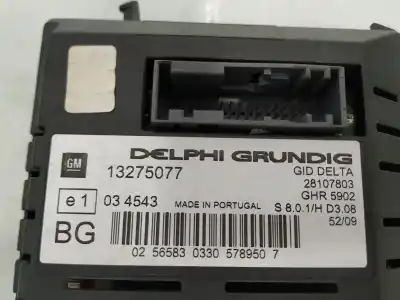 DELPHI GRUNDIG
GM 13275077
GID DELTA
28107803
GHR 5902
e 1 03 4543
MADE IN PORTUGAL
S 8.0.1/H D3.08
52/09
BG
02 56583 0330 578950 7